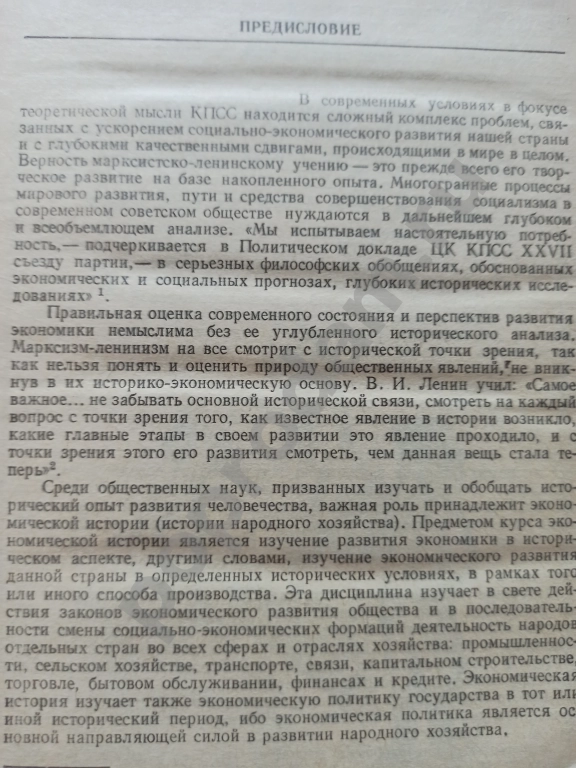 ПРЕДИСЛОВИЕ
В современных условиях в фокусе
теоретической мысли КПСС находится сложный комплекс проблем, свя-
занных с ускорением социально-экономического развития нашей страны
и с глубокими качественными сдвигами, происходящими в мире в целом.
Верность марксистско-ленинскому учению — это прежде всего его твор-
ческое развитие на базе накопленного опыта. Многогранные процессы
мирового развития, пути и средства совершенствования социализма в
современном советском обществе нуждаются в дальнейшем глубоком
и всеобъемлющем анализе. «Мы испытываем настоятельную потреб-
ность,— подчеркивается в Политическом докладе ЦК КПСС XXVII
съезду партии,— в серьезных философских обобщениях, обоснованных
экономических и социальных прогнозах, глубоких исторических иссле-
дованиях» 1.
Правильная оценка современного состояния и перспектив развития
экономики немыслима без ее углубленного исторического анализа.
Марксизм-ленинизм на все смотрит с исторической точки зрения, так
как нельзя понять и оценить природу общественных явлений, не вник-
нув в их историко-экономическую основу. В. И. Ленин учил: «Самое
важное... не забывать основной исторической связи, смотреть на каждый
вопрос с точки зрения того, как известное явление в истории возникло,
какие главные этапы в своем развитии это явление проходило, и с
точки зрения этого его развития смотреть, чем данная вещь стала те-
перь»2.
Среди общественных наук, призванных изучать и обобщать исто-
рический опыт развития человечества, важная роль принадлежит эконо-
мической истории (истории народного хозяйства). Предметом курса эко-
номической истории является изучение развития экономики в истори-
ческом аспекте, другими словами, изучение экономического развития
данной страны в определенных исторических условиях, в рамках того
или иного способа производства. Эта дисциплина изучает в свете дей-
ствия законов экономического развития общества и в последователь-
ности смены социально-экономических формаций деятельность народов
отдельных стран во всех сферах и отраслях хозяйства: промышленнос-
ти, сельском хозяйстве, транспорте, связи, капитальном строительстве,
торговле, бытовом обслуживании, финансах и кредите. Экономическая
история изучает также экономическую политику государства в тот или
иной исторический период, ибо экономическая политика является ос-
новной направляющей силой в развитии народного хозяйства.